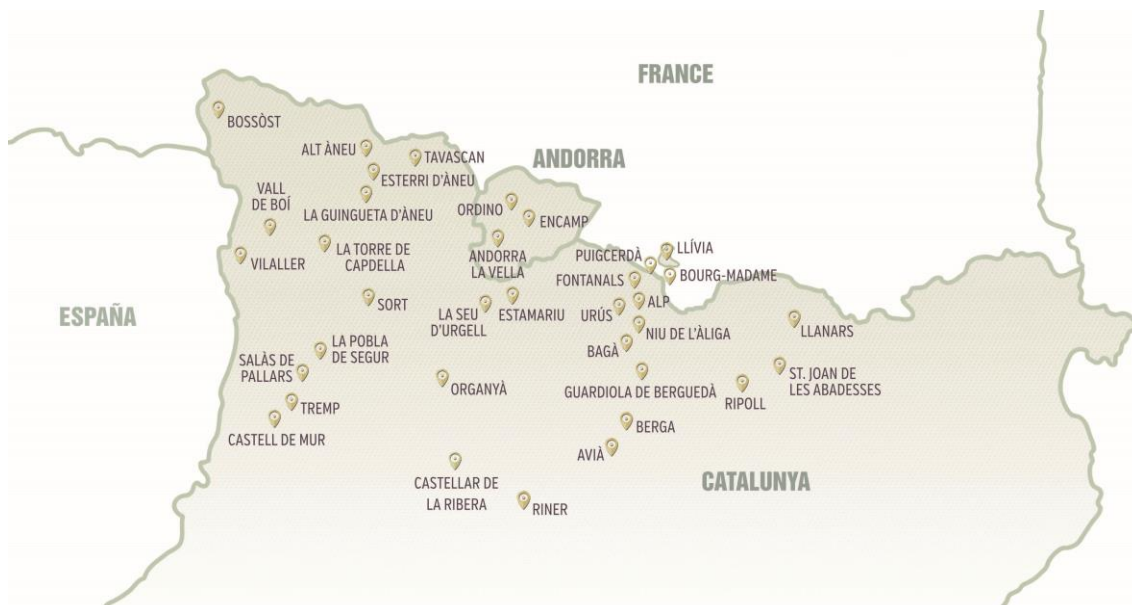 FRANCE
BOSSÒST
ALT ÀNEU
TAVASCAN
ANDORRA
ESTERRI D'ÀNEU
VALL
DE BOÍ
LA GUINGUETA D'ÀNEU
ORDINO
ENCAMP
LA TORRE DE
CAPDELLA
VILALLER
ANDORRA
LA VELLA
PUIGCERDÀ
LLÍVIA
FONTANALS
BOURG-MADAME
ESPAÑA
SORT
LA SEU
D'URGELL
ESTAMARIU
URÚS
ALP
NIU DE L'ÀLIGA
LLANARS
LA POBLA
DE SEGUR
BAGÀ
SALÀS DE
PALLARS
ORGANYÀ
GUARDIOLA DE BERGUEDÀ
RIPOLL
ST. JOAN DE
LES ABADESSES
TREMP
CASTELL DE MUR
BERGA
AVIÀ
CASTELLAR DE
LA RIBERA
RINER
CATALUNYA